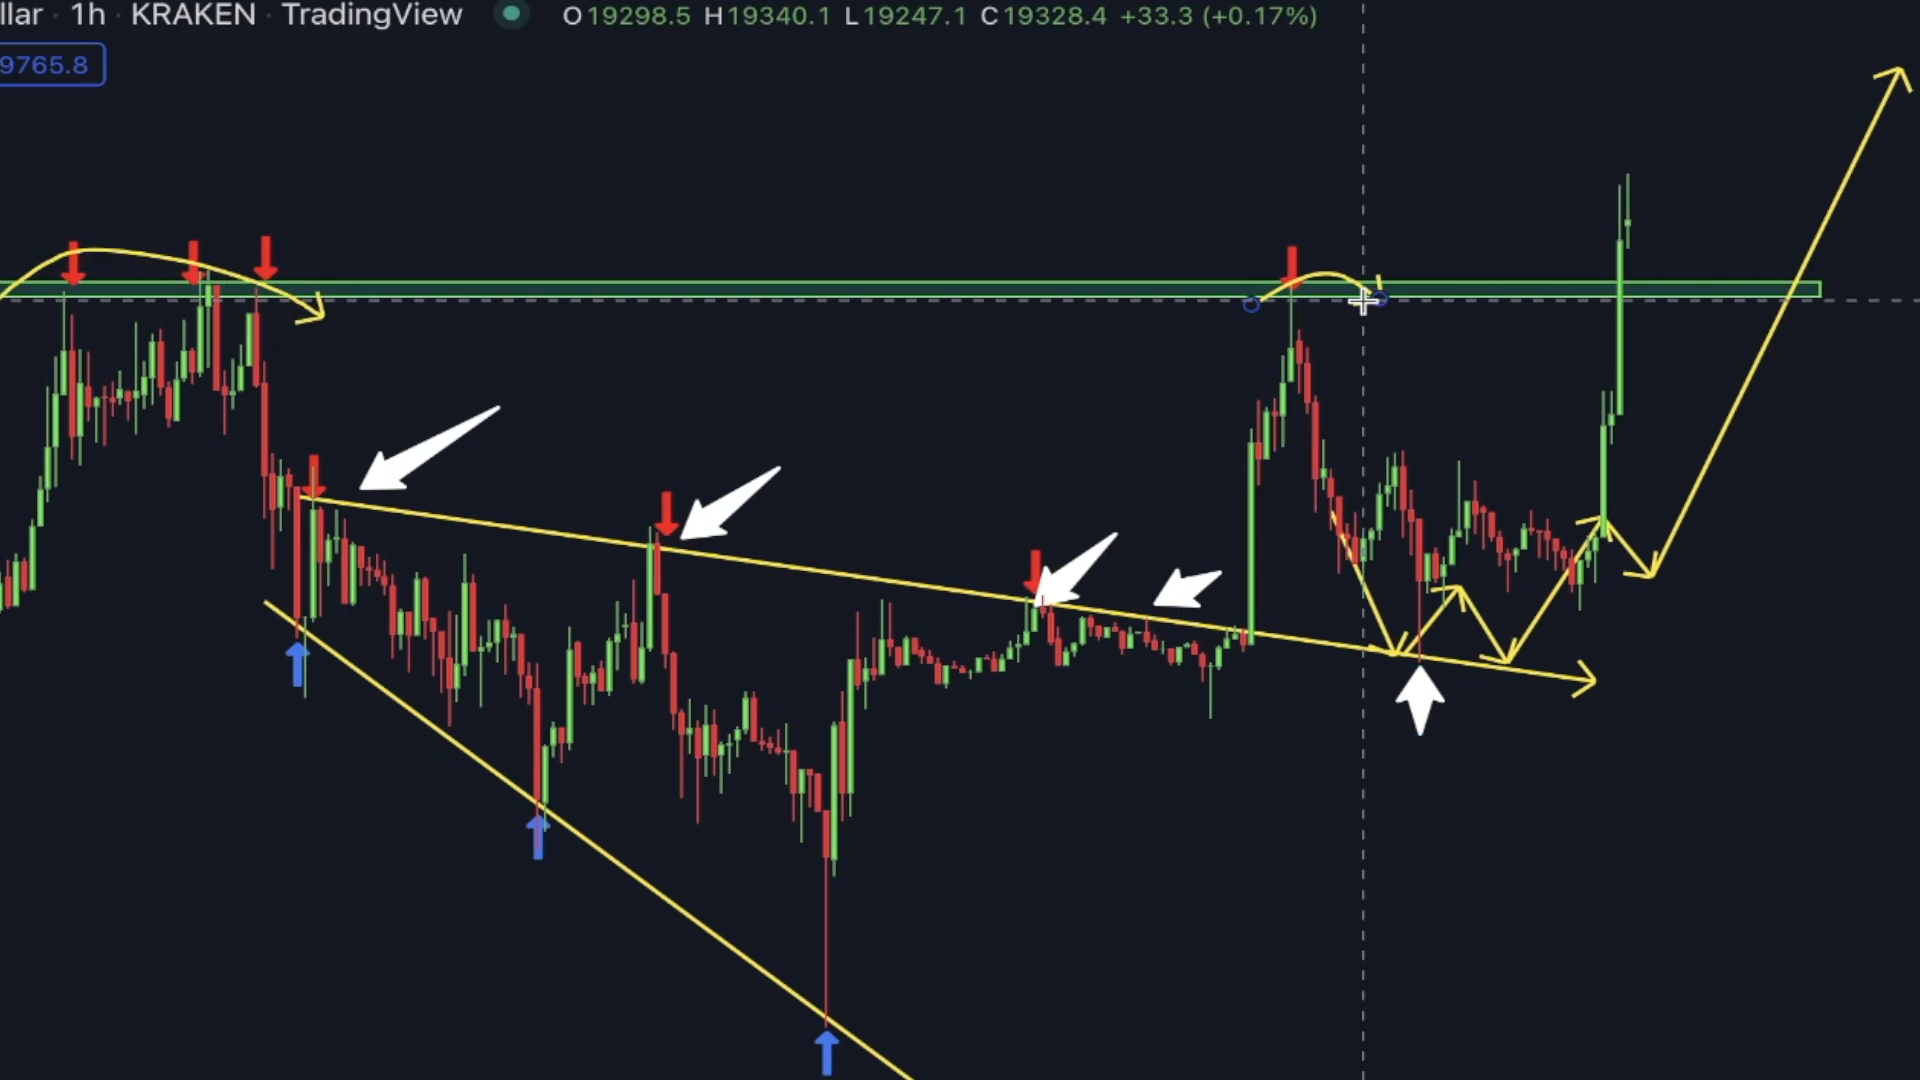 llar · 1h · KRAKEN · TradingView O19298.5 H19340.1 L19247.1 C19328.4 +33.3 (+0.17%)
9765.8